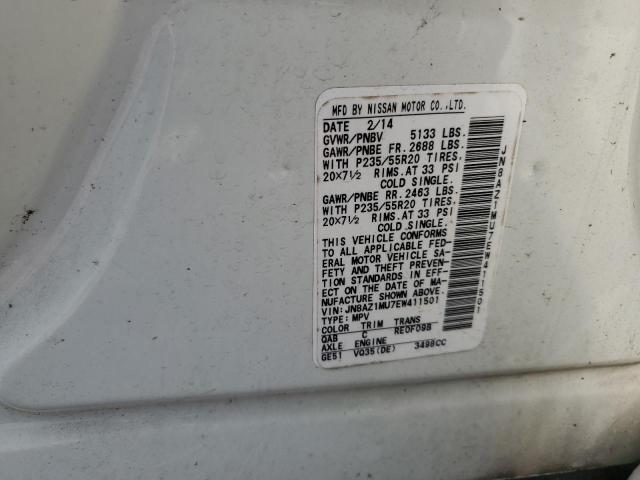 MFD BY NISSAN MOTOR CO.,LTD.
DATE 2/14
GVWR/PNBV 5133 LBS.
GAWR/PNBE FR. 2688 LBS.
WITH P235/55R20 TIRES,
20×7½ RIMS.AT 33 PSI
COLD SINGLE.
GAWR/PNBE RR. 2463 LBS.
WITH P235/55R20 TIRES,
20×7½ RIMS.AT 33 PSI
COLD SINGLE.
THIS VEHICLE CONFORMS
TO ALL APPLICABLE FED-
ERAL MOTOR VEHICLE SA-
FETY AND THEFT PREVEN-
TION STANDARDS IN EFF-
ECT ON THE DATE OF MA-
NUFACTURE SHOWN ABOVE.
VIN: JN8AZ1MU7EW411501
TYPE: MPV
COLOR TRIM TRANS
QAB C RE0F09B
AXLE ENGINE
GE51 VQ35(DE) 3498CC
JN8AZ1MU7EW411501